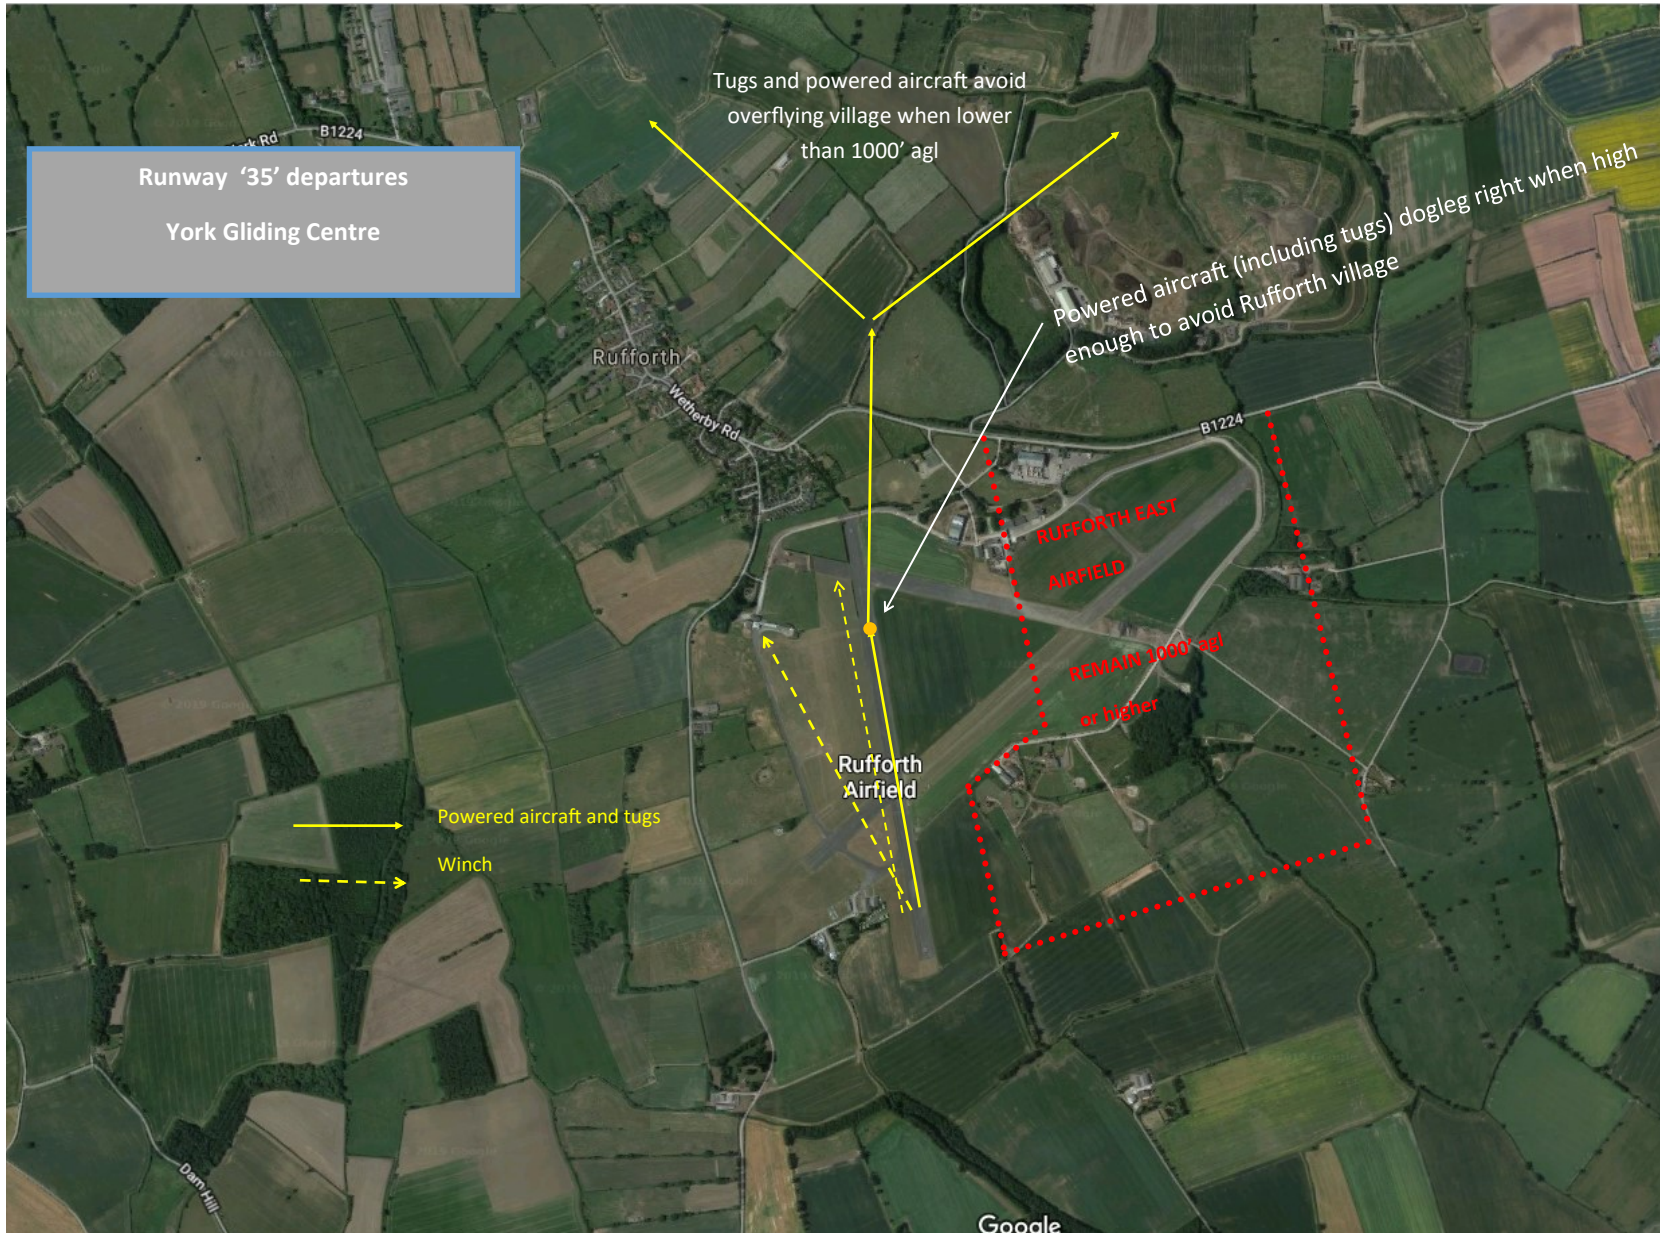 Tugs and powered aircraft avoid
overflying village when lower
than 1000’ agl
B1224
Runway ‘35’ departures
York Gliding Centre
Powered aircraft (including tugs) dogleg right when high
enough to avoid Rufforth village
Rufforth
Wetherby Rd
B1224
RUFFORTH EAST
AIRFIELD
REMAIN 1000’ agl
or higher
Rufforth
Airfield
Powered aircraft and tugs
Winch
Dam Hill
Google